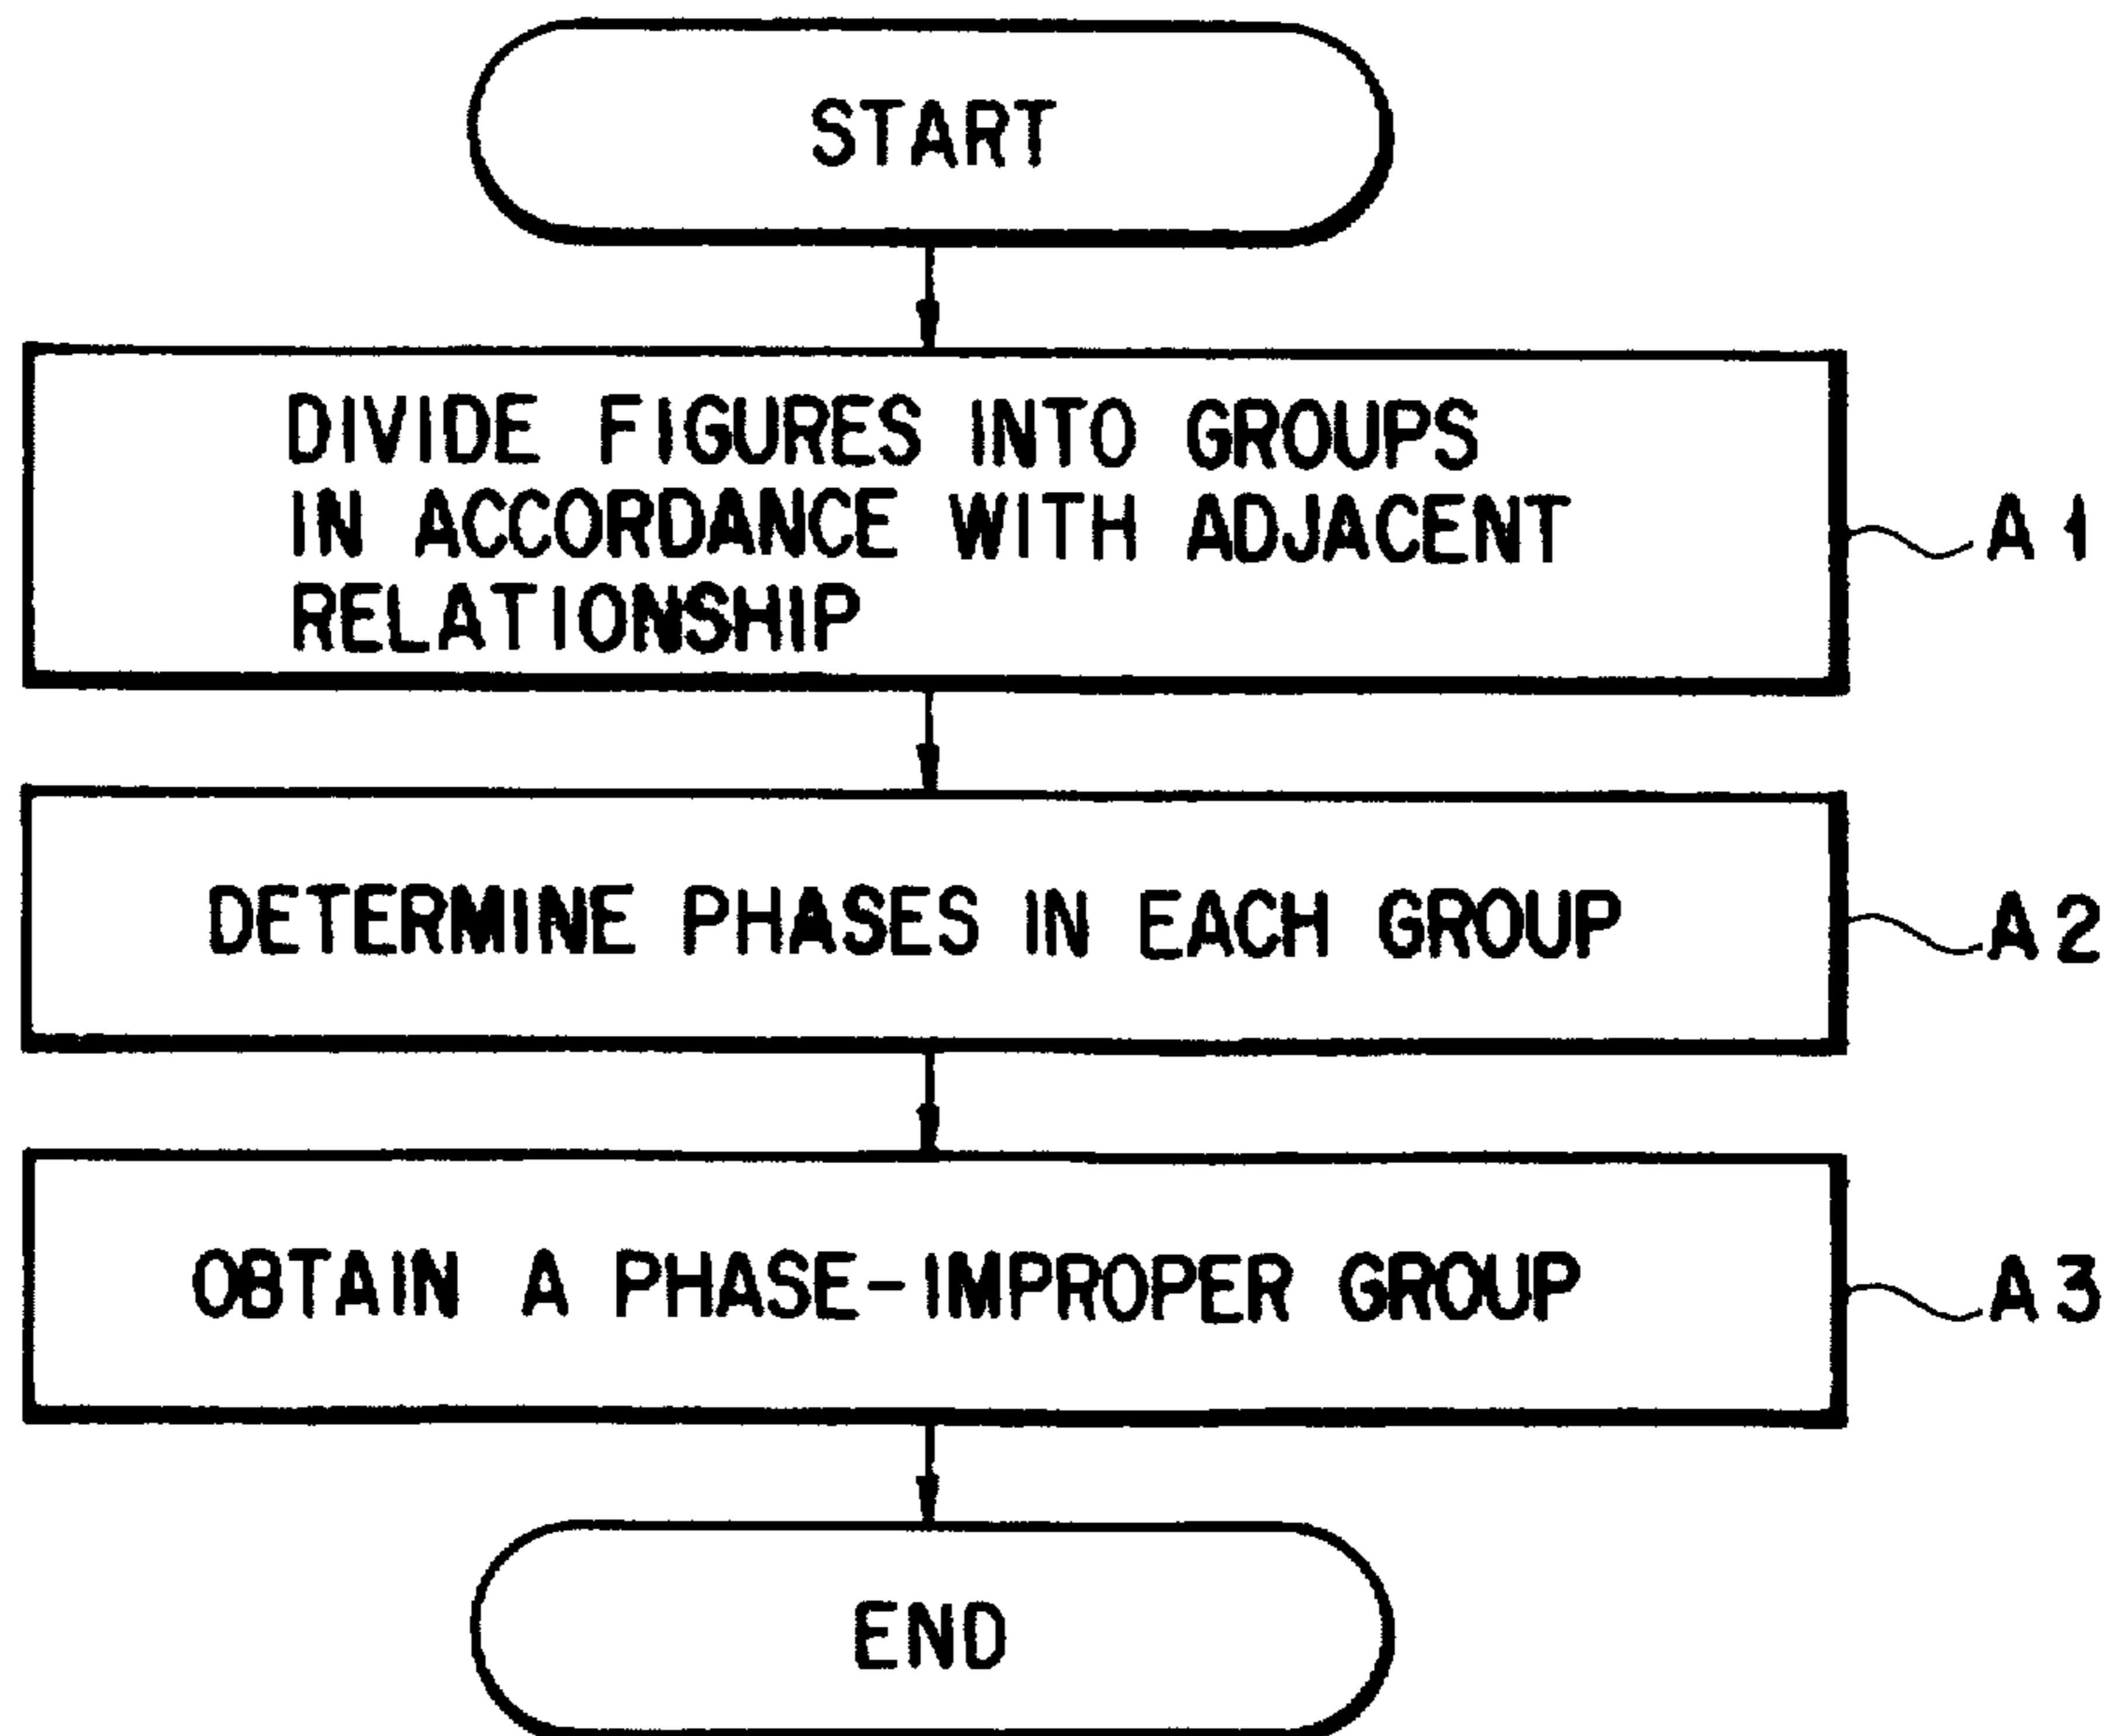 START
DIVIDE FIGURES INTO GROUPS
IN ACCORDANCE WITH ADJACENT
RELATIONSHIP
A1
DETERMINE PHASES IN EACH GROUP
A2
OBTAIN A PHASE-IMPROPER GROUP
A3
END